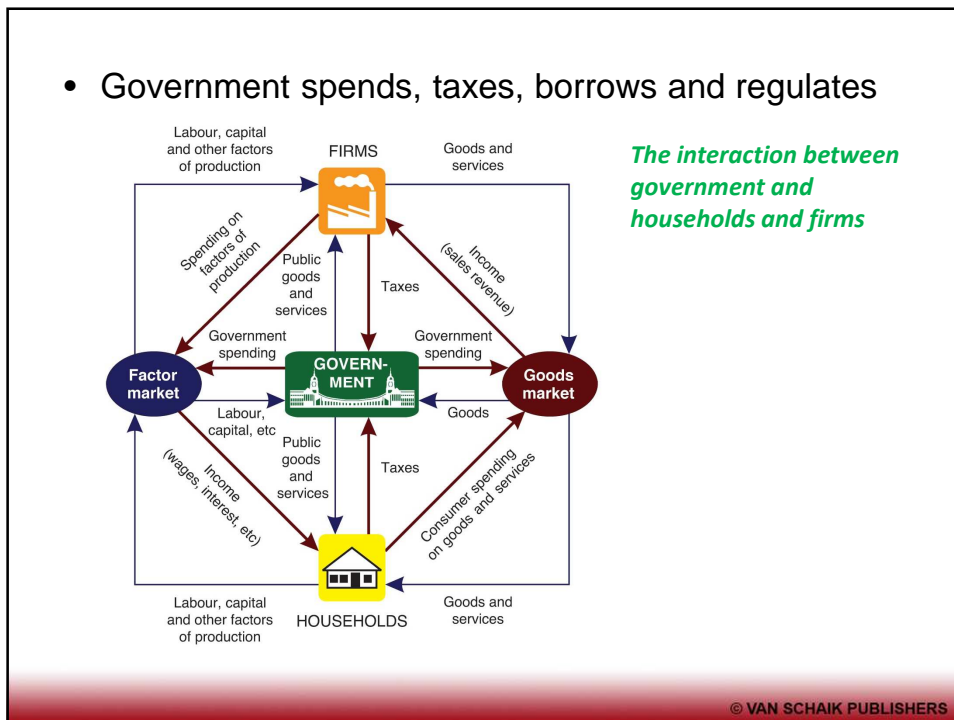 • Government spends, taxes, borrows and regulates
The interaction between
government and
households and firms
Labour, capital
and other factors
of production
FIRMS
Goods and
services
Spending on
factors of
production
Public
goods
and
services
Taxes
Income
(sales revenue)
Government
spending
Government
spending
Factor
market
GOVERN-
MENT
Goods
market
Labour,
capital, etc
Goods
Income
(wages, interest, etc)
Public
goods
and
services
Taxes
Consumer spending
on goods and services
Labour, capital
and other factors
of production
HOUSEHOLDS
Goods and
services
© VAN SCHAIK PUBLISHERS